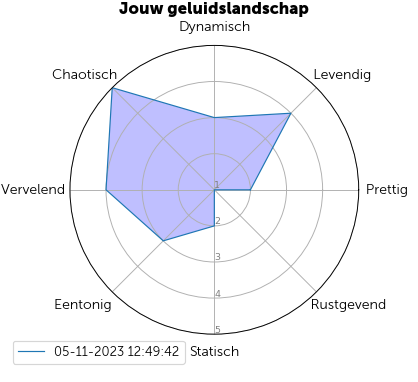 Jouw geluidslandschap
Dynamisch
Chaotisch
Levendig
Vervelend
1
Prettig
2
3
4
Eentonig
Rustgevend
5
05-11-2023 12:49:42
Statisch